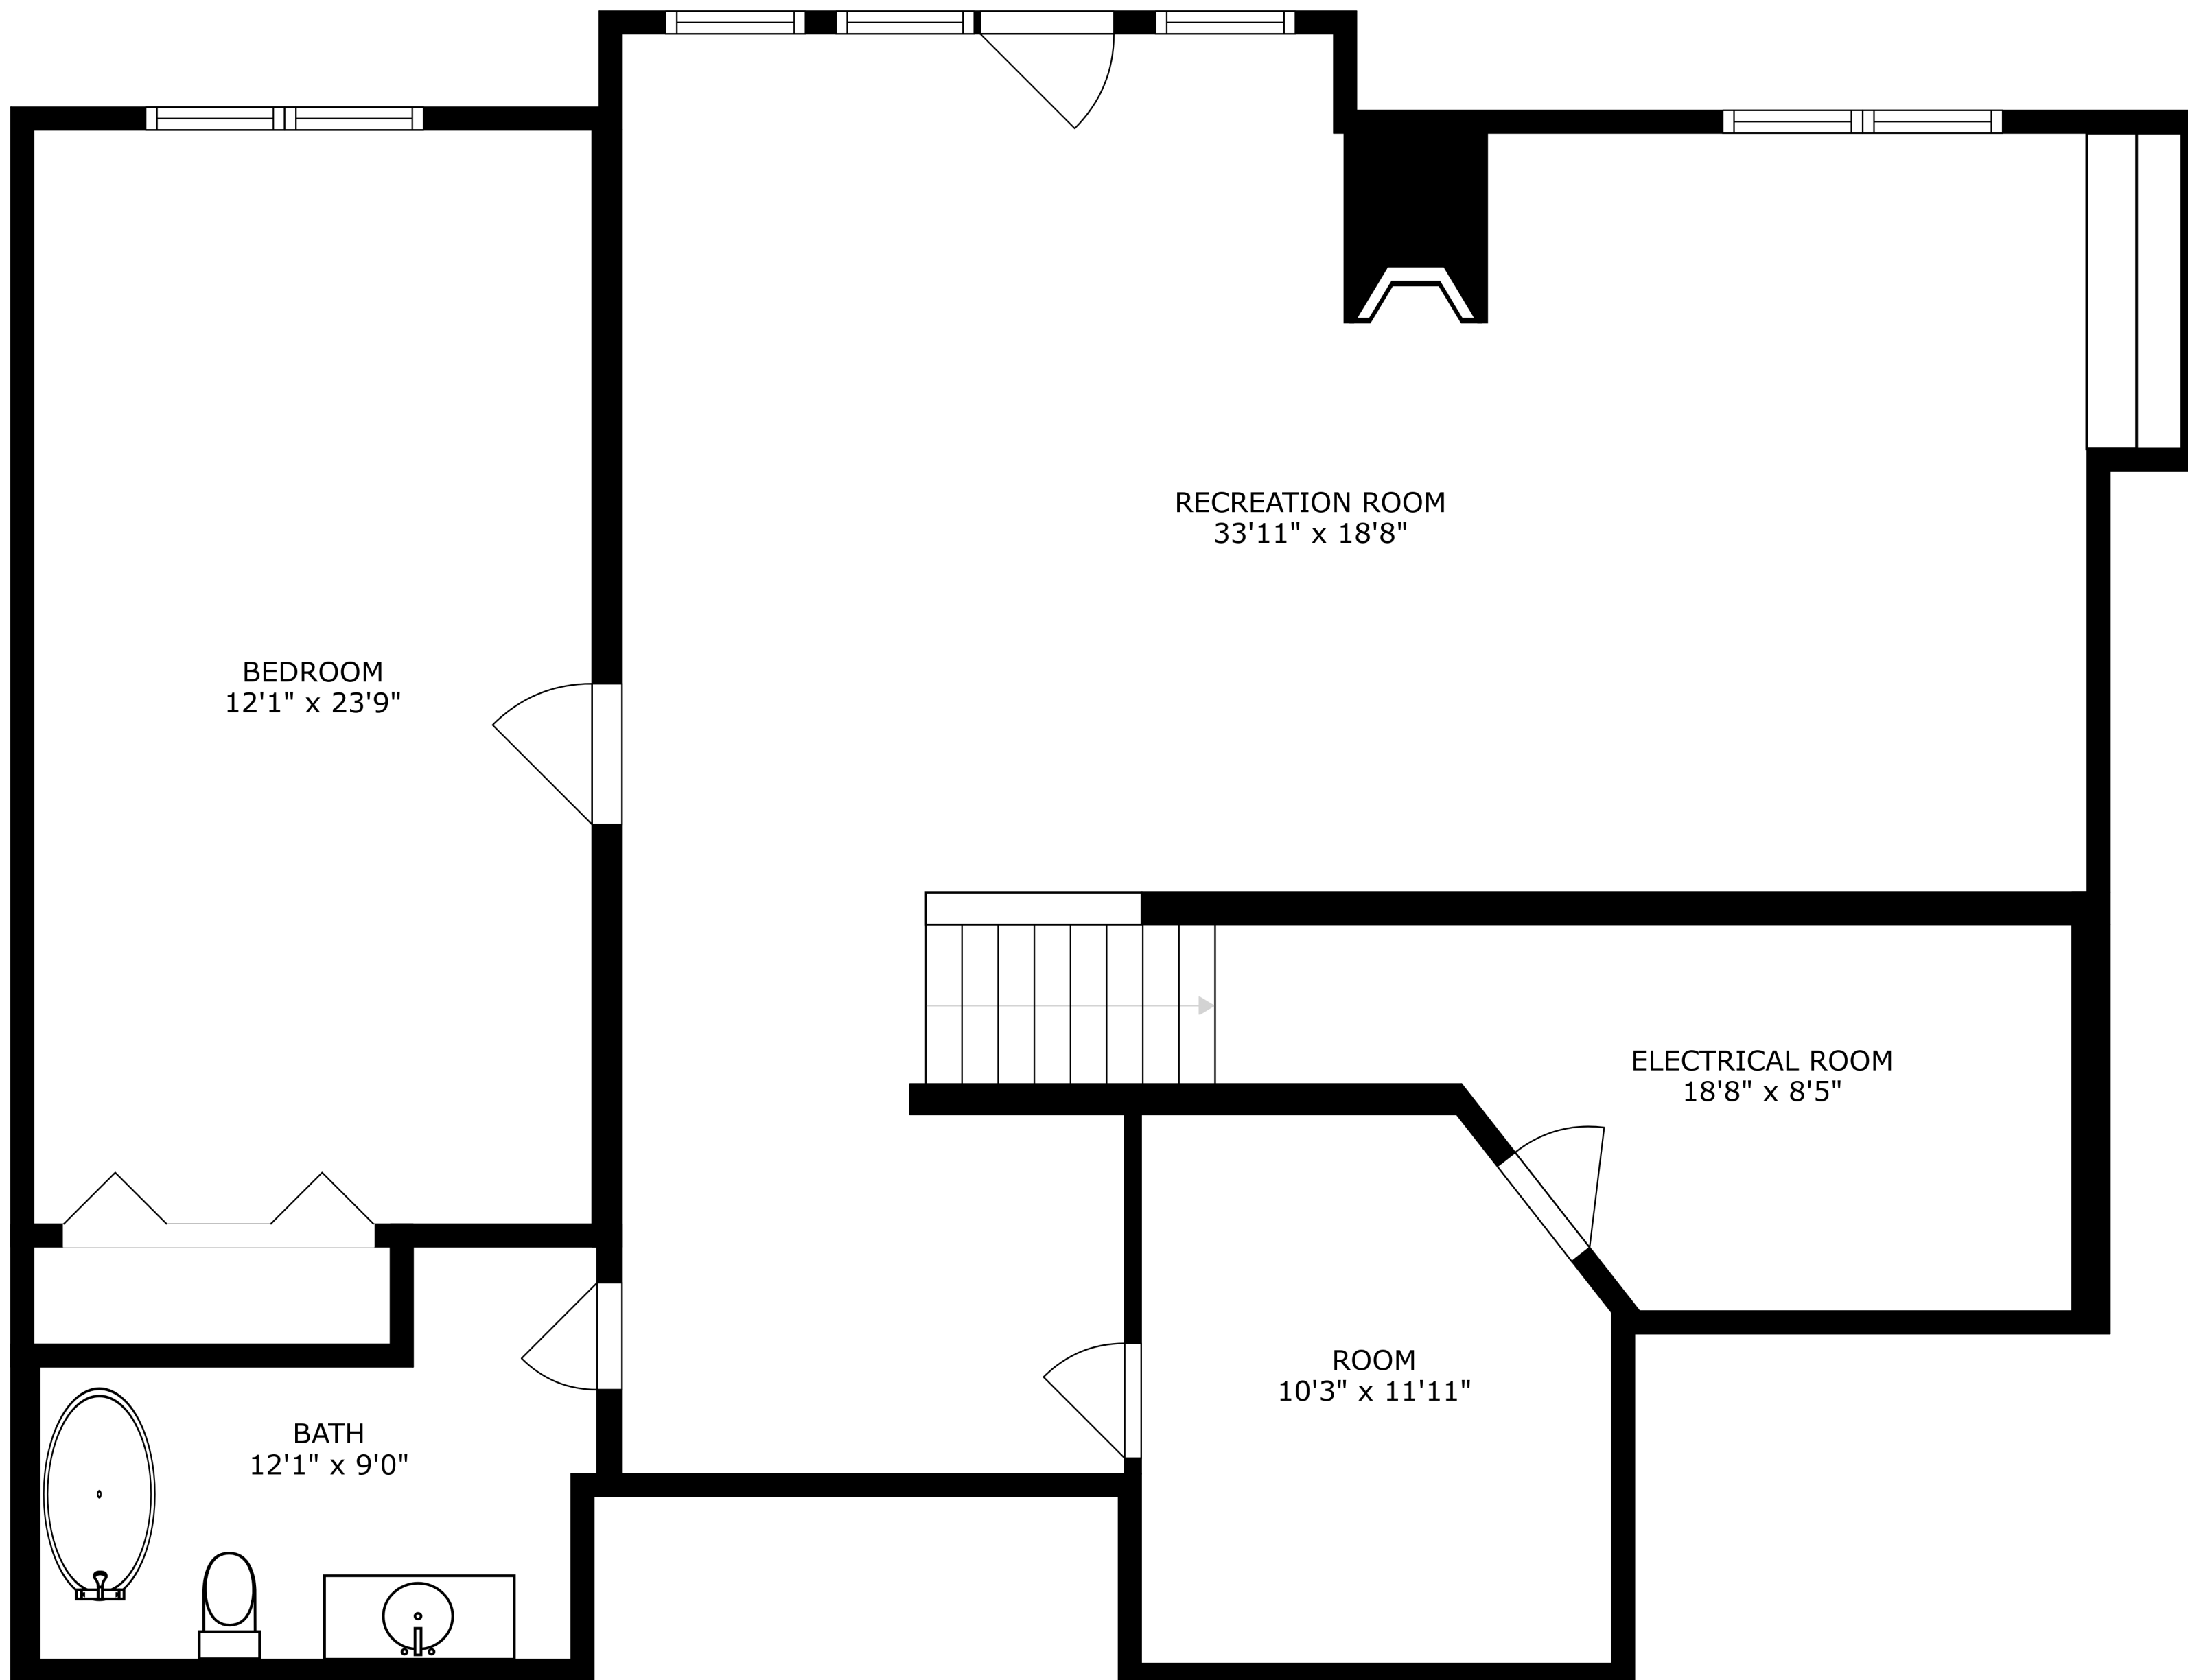 RECREATION ROOM
33'11" x 18'8"
BEDROOM
12'1" x 23'9"
ELECTRICAL ROOM
18'8" x 8'5"
ROOM
10'3" x 11'11"
BATH
12'1" x 9'0"